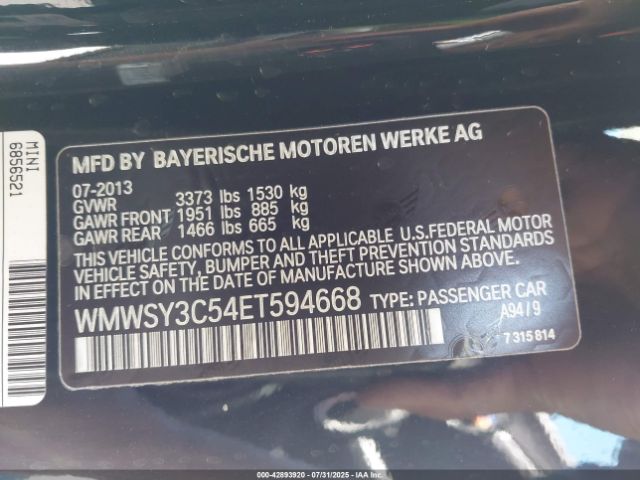 MINI
6856521
MFD BY BAYERISCHE MOTOREN WERKE AG
07-2013
GVWR 3373 lbs 1530 kg
GAWR FRONT 1951 lbs 885 kg
GAWR REAR 1466 lbs 665 kg
THIS VEHICLE CONFORMS TO ALL APPLICABLE U.S.FEDERAL MOTOR
VEHICLE SAFETY, BUMPER AND THEFT PREVENTION STANDARDS
IN EFFECT ON THE DATE OF MANUFACTURE SHOWN ABOVE.
WMWSY3C54ET594668 TYPE: PASSENGER CAR
A94 / 9
7 315 814
000-42893920 - 07/31/2025 - IAAI.COM